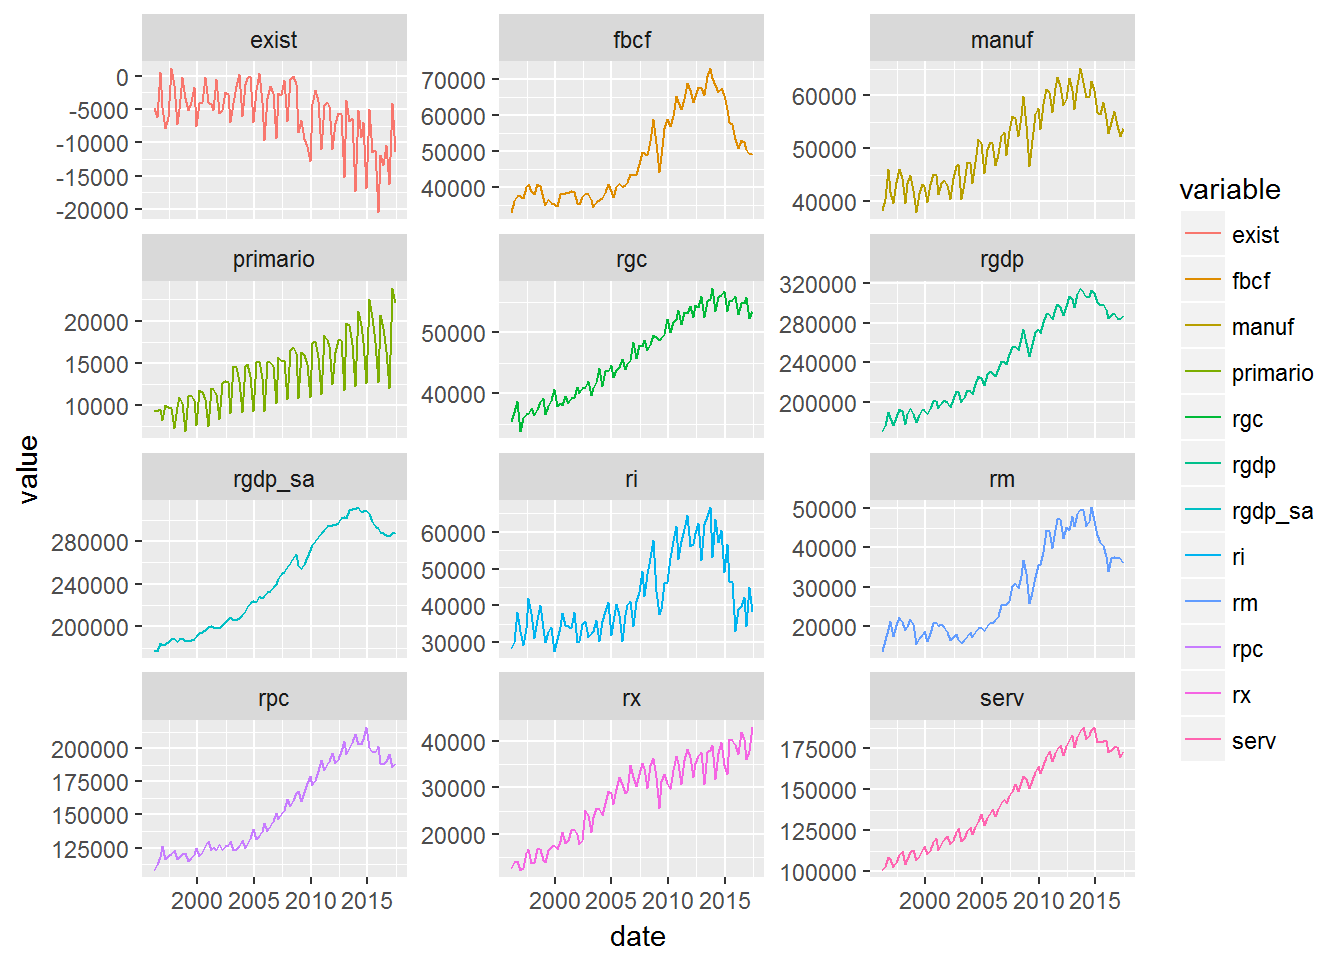 exist fbcf manuf
0
-5000
-10000
-15000
-20000
70000
60000
50000
40000
60000
50000
40000
primario rgc rgdp
20000
15000
10000
50000
40000
320000
280000
240000
200000
rgdp_sa ri rm
280000
240000
200000
60000
50000
40000
30000
50000
40000
30000
20000
rpc rx serv
200000
175000
150000
125000
40000
30000
20000
175000
150000
125000
100000
2000 2005 2010 2015
2000 2005 2010 2015
2000 2005 2010 2015
date
value
variable
exist
fbcf
manuf
primario
rgc
rgdp
rgdp_sa
ri
rm
rpc
rx
serv